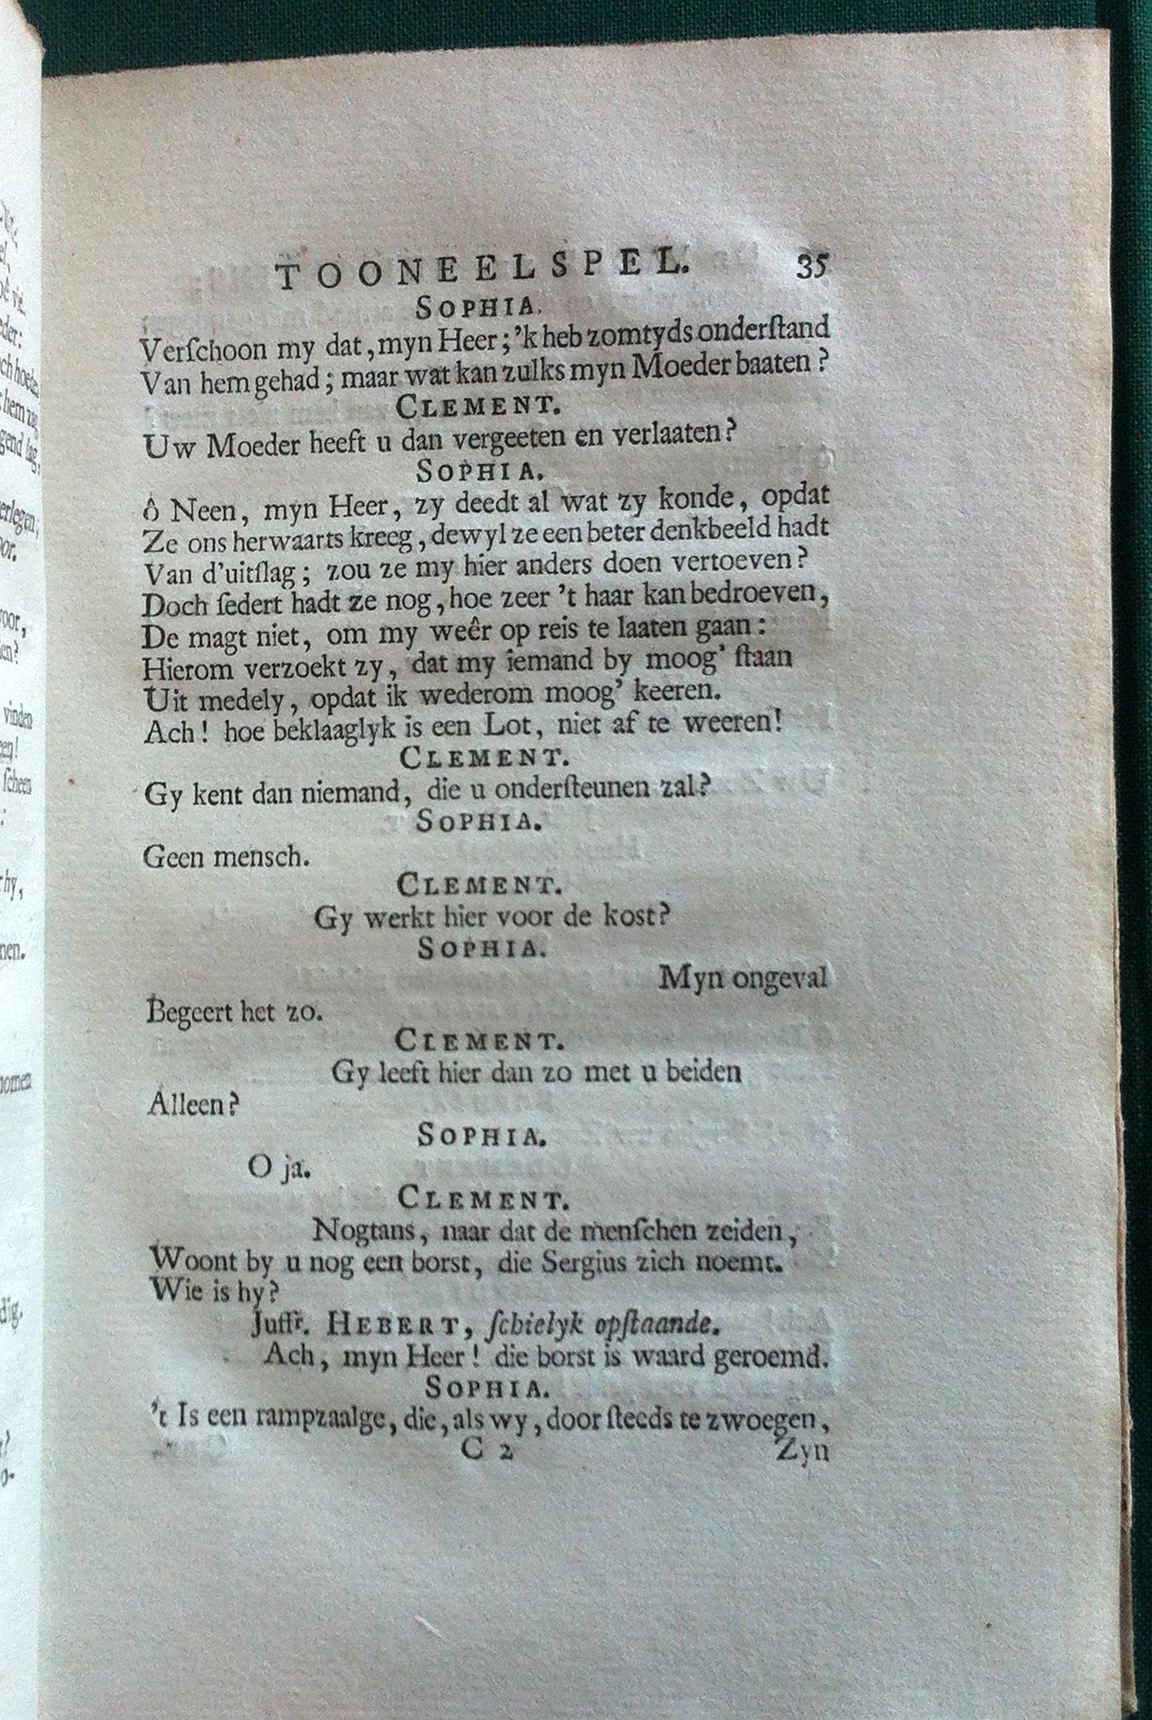 TOONEELSPEL. 35
SOPHIA.
Verſchoon my dat, myn Heer; 'k heb zomtyds onderſtand
Van hem gehad; maar wat kan zulks myn Moeder baaten?
CLEMENT.
Uw Moeder heeft u dan vergeeten en verlaaten?
SOPHIA.
ô Neen, myn Heer, zy deedt al wat zy konde, opdat
Ze ons herwaarts kreeg, dewyl ze een beter denkbeeld hadt
Van d'uitſlag; zou ze my hier anders doen vertoeven?
Doch ſedert hadt ze nog, hoe zeer 't haar kan bedroeven,
De magt niet, om my weêr op reis te laaten gaan:
Hierom verzoekt zy, dat my iemand by moog' ſtaan
Uit medely, opdat ik wederom moog' keeren.
Ach! hoe beklaaglyk is een Lot, niet af te weeren!
CLEMENT.
Gy kent dan niemand, die u onderſteunen zal?
SOPHIA.
Geen mensch.
CLEMENT.
Gy werkt hier voor de kost?
SOPHIA.
Myn ongeval
Begeert het zo.
CLEMENT.
Gy leeft hier dan zo met u beiden
Alleen?
SOPHIA.
O ja.
CLEMENT.
Nogtans, naar dat de menſchen zeiden,
Woont by u nog een borst, die Sergius zich noemt.
Wie is hy?
Juffr. HEBERT, ſchielyk opſtaande.
Ach, myn Heer! die borst is waard geroemd.
SOPHIA.
't Is een rampzaalge, die, als wy, door ſteeds te zwoegen,
C 2 Zyn